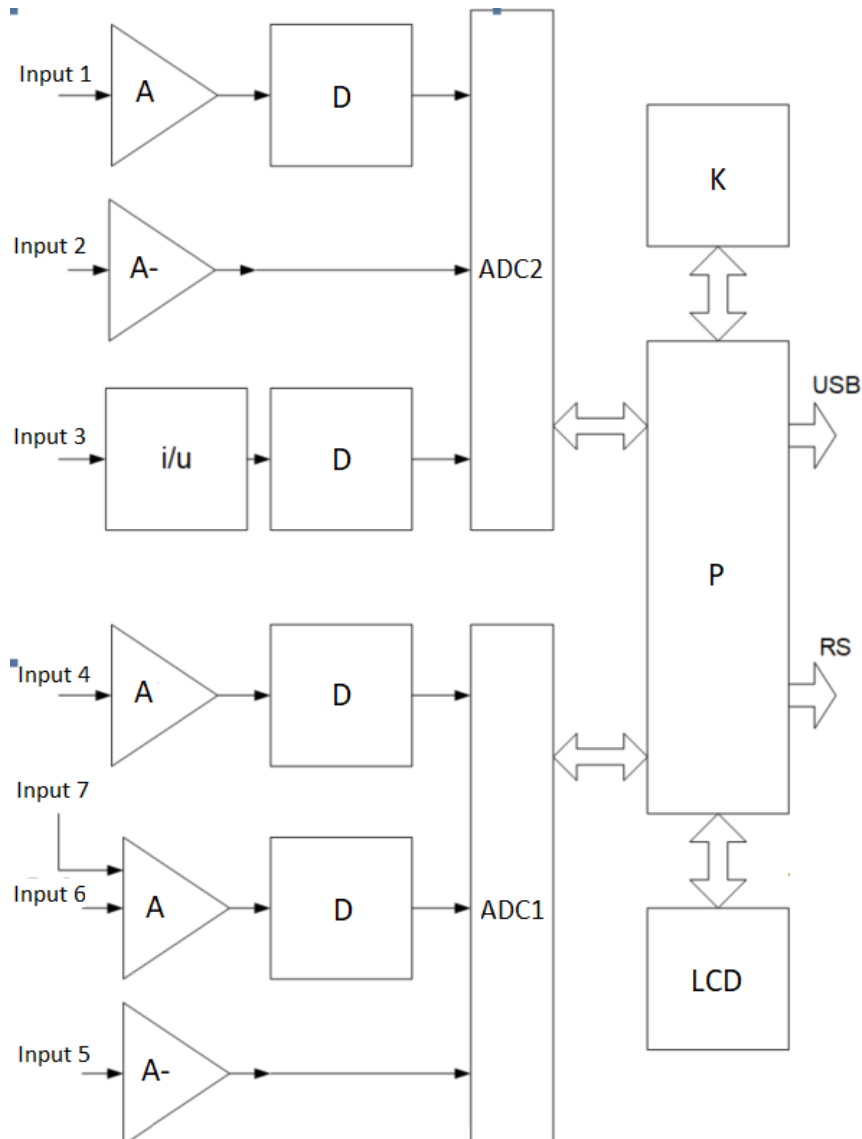 Input 1
A
D
K
Input 2
A-
ADC2
USB
Input 3
i/u
D
P
RS
Input 4
A
D
Input 7
Input 6
A
D
ADC1
LCD
Input 5
A-